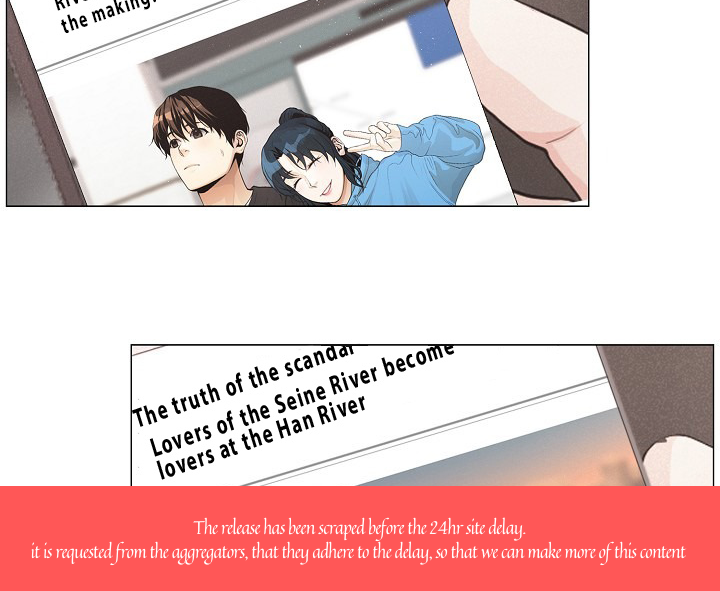 the making.
The truth of the scandal
Lovers of the Seine River become
lovers at the Han River
The release has been scraped before the 24hr site delay.
it is requested from the aggregators, that they adhere to the delay, so that we can make more of this content